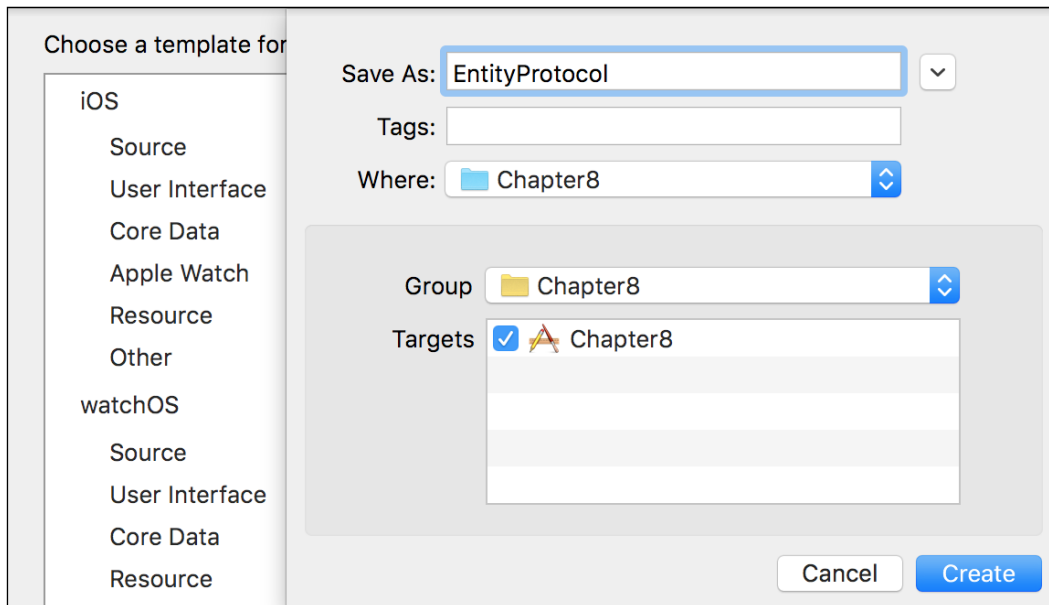 Choose a template for
iOS
Source
User Interface
Core Data
Apple Watch
Resource
Other
watchOS
Source
User Interface
Core Data
Resource
Save As: EntityProtocol
Tags:
Where: Chapter8
Group Chapter8
Targets Chapter8
Cancel Create